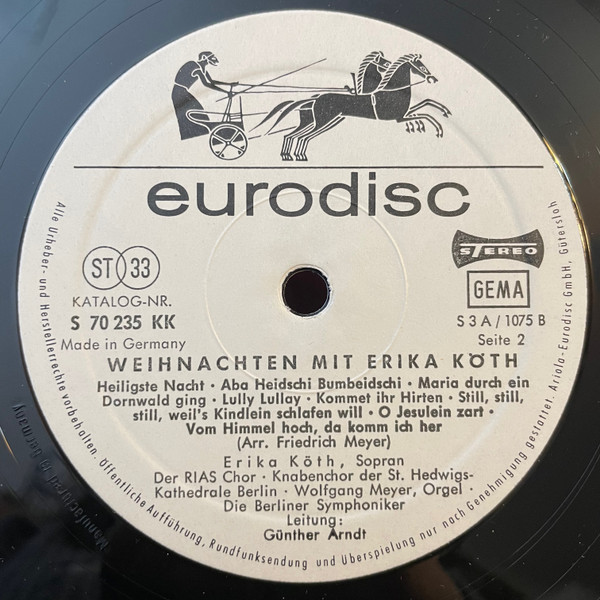 eurodisc
ST 33
KATALOG-NR.
S 70 235 KK
Made in Germany
STEREO
GEMA
S 3 A / 1075 B
Seite 2
WEIHNACHTEN MIT ERIKA KÖTH
Heiligste Nacht · Aba Heidschi Bumbeidschi · Maria durch ein
Dornwald ging · Lully Lullay · Kommet ihr Hirten · Still, still,
still, weil's Kindlein schlafen will · O Jesulein zart ·
Vom Himmel hoch, da komm ich her
(Arr. Friedrich Meyer)
Erika Köth, Sopran
Der RIAS Chor · Knabenchor der St. Hedwigs-
Kathedrale Berlin · Wolfgang Meyer, Orgel ·
Die Berliner Symphoniker
Leitung:
Günther Arndt
Alle Urheber- und Herstellerrechte vorbehalten. Öffentliche Aufführung, Rundfunksendung und Überspielung nur nach Genehmigung gestattet. Ariola-Eurodisc GmbH, Gütersloh
Manufactured in Germany